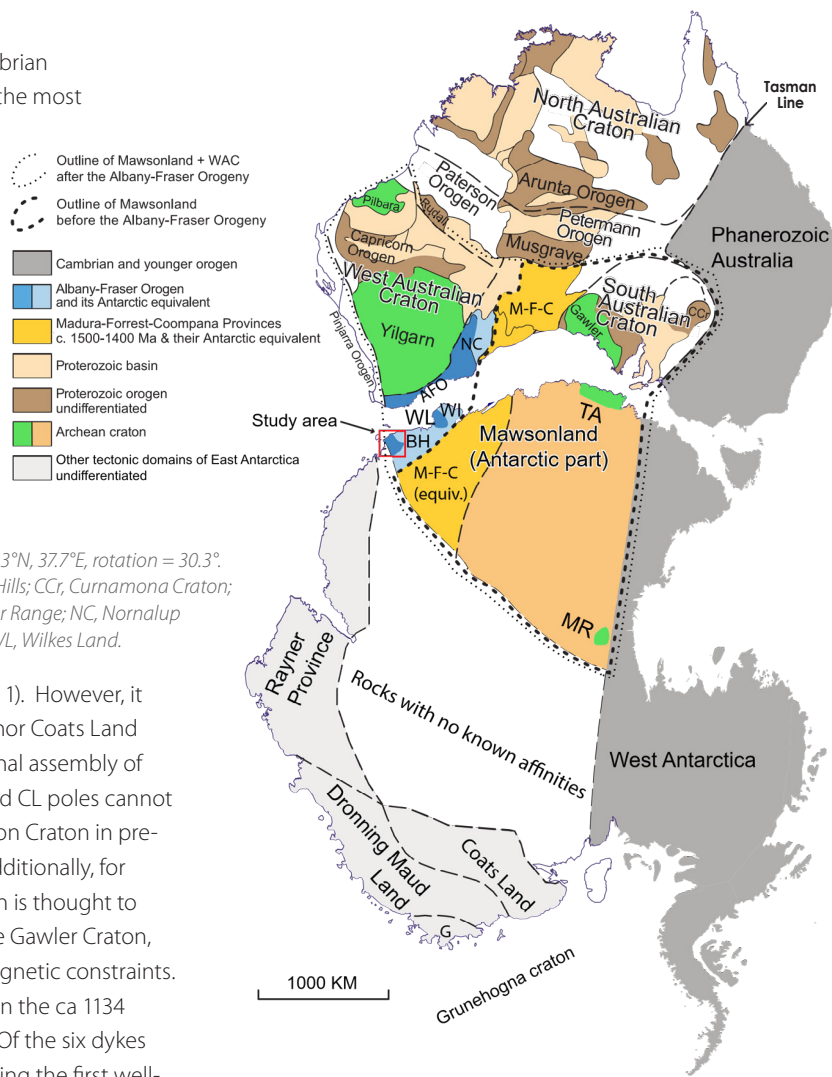 brian
the most
Outline of Mawsonland + WAC
after the Albany-Fraser Orogeny
Outline of Mawsonland
before the Albany-Fraser Orogeny
Cambrian and younger orogen
Albany-Fraser Orogen
and its Antarctic equivalent
Madura-Forrest-Coompana Provinces
c. 1500-1400 Ma & their Antarctic equivalent
Proterozoic basin
Proterozoic orogen
undifferentiated
Archean craton
Other tectonic domains of East Antarctica
undifferentiated
3°N, 37.7°E, rotation = 30.3°.
Hills; CCr, Curnamona Craton;
r Range; NC, Nornalup
VL, Wilkes Land.
1). However, it
nor Coats Land
nal assembly of
d CL poles cannot
on Craton in pre-
dditionally, for
n is thought to
e Gawler Craton,
gnetic constraints.
n the ca 1134
Of the six dykes
ing the first well-
Tasman
Line
North Australian
Craton
Paterson
Orogen
Arunta Orogen
Petermann
Orogen
Pilbara
Rudall
Musgrave
Phanerozoic
Australia
Capricorn
Orogen
West Australian
Craton
M-F-C
South
Australian
Craton
CCr
Gawler
Yilgarn
NC
Pinjarra Orogen
AFO
WL
WI
TA
Study area
BH
Mawsonland
(Antarctic part)
M-F-C
(equiv.)
MR
Rayner
Province
Rocks with no known affinities
West Antarctica
Dronning Maud
Land
Coats Land
G
1000 KM
Grunehogna craton